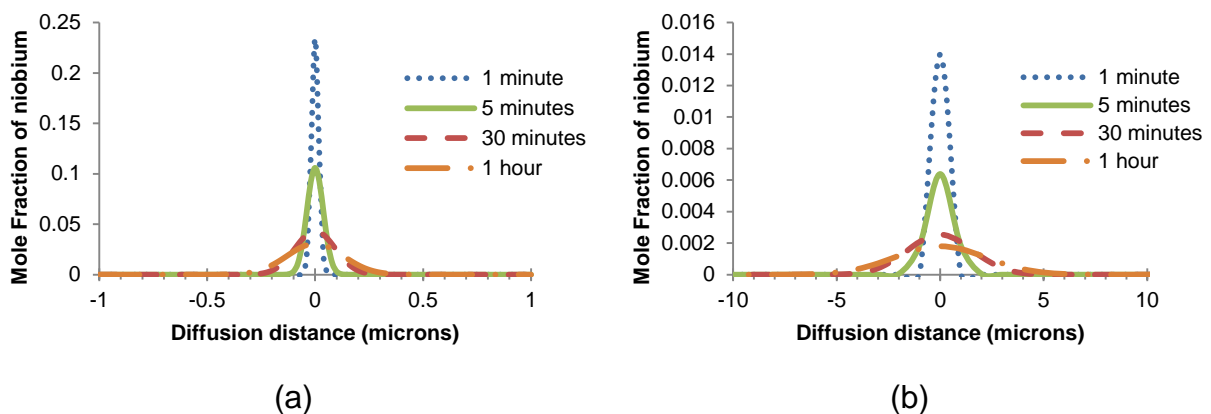 Mole Fraction of niobium
0.25
0.2
0.15
0.1
0.05
0
-1
-0.5
0
0.5
1
Diffusion distance (microns)
1 minute
5 minutes
30 minutes
1 hour
(a)
Mole Fraction of niobium
0.016
0.014
0.012
0.01
0.008
0.006
0.004
0.002
0
-10
-5
0
5
10
Diffusion distance (microns)
1 minute
5 minutes
30 minutes
1 hour
(b)